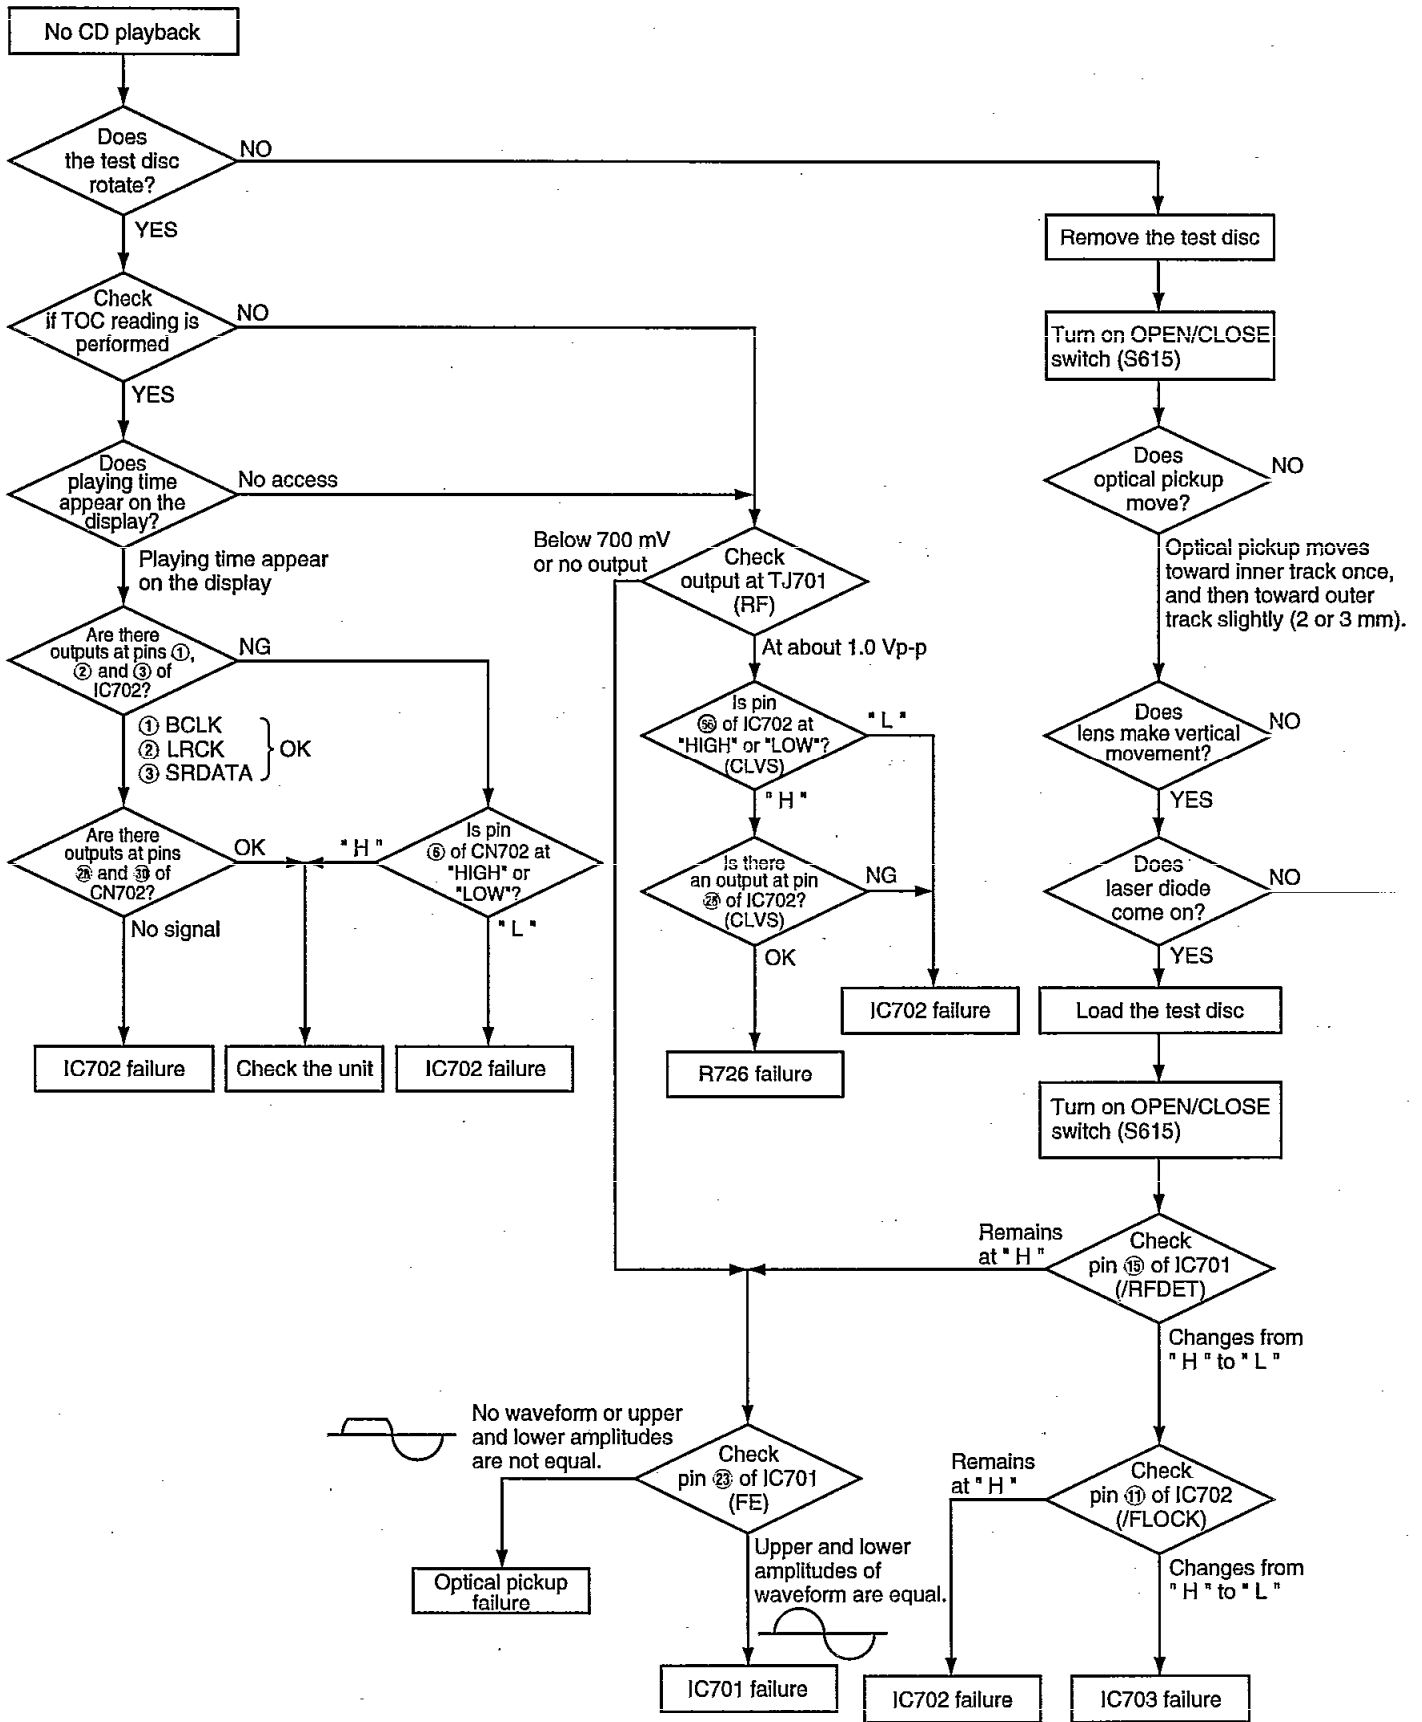 No CD playback
Does
the test disc
rotate?
NO
YES
Remove the test disc
Check
if TOC reading is
performed
NO
YES
Turn on OPEN/CLOSE
switch (S615)
Does
playing time
appear on the
display?
No access
Playing time appear
on the display
Does
optical pickup
move?
NO
Optical pickup moves
toward inner track once,
and then toward outer
track slightly (2 or 3 mm).
Below 700 mV
or no output
Check
output at TJ701
(RF)
At about 1.0 Vp-p
Are there
outputs at pins ①,
② and ③ of
IC702?
NG
① BCLK
② LRCK
③ SRDATA
OK
Is pin
56 of IC702 at
"HIGH" or "LOW"?
(CLVS)
"L"
"H"
Does
lens make vertical
movement?
NO
YES
Are there
outputs at pins
㉘ and ㉚ of
CN702?
OK
No signal
"H"
Is pin
⑥ of CN702 at
"HIGH" or
"LOW"?
"L"
Is there
an output at pin
㉘ of IC702?
(CLVS)
NG
OK
Does
laser diode
come on?
NO
YES
IC702 failure
Load the test disc
IC702 failure
Check the unit
IC702 failure
R726 failure
Turn on OPEN/CLOSE
switch (S615)
Remains
at "H"
Check
pin ⑮ of IC701
(/RFDET)
Changes from
"H" to "L"
No waveform or upper
and lower amplitudes
are not equal.
Check
pin ㉓ of IC701
(FE)
Remains
at "H"
Check
pin ⑪ of IC702
(/FLOCK)
Upper and lower
amplitudes of
waveform are equal.
Changes from
"H" to "L"
Optical pickup
failure
IC701 failure
IC702 failure
IC703 failure